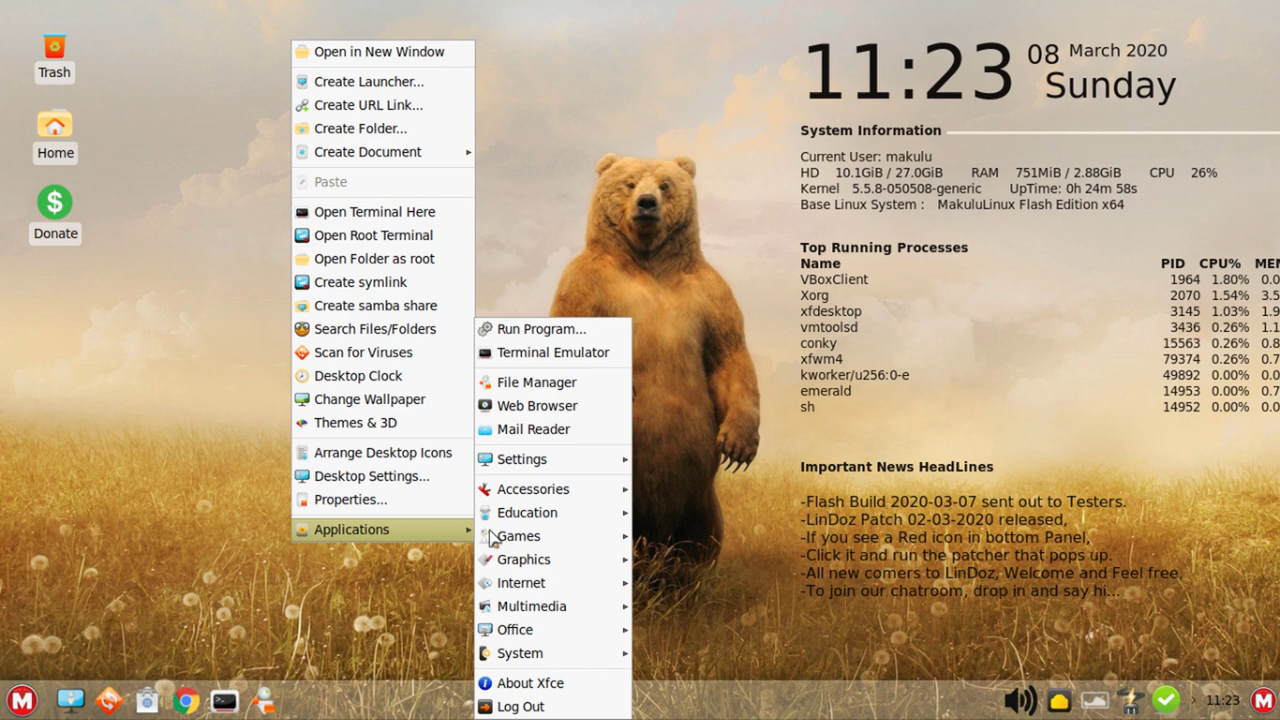 Trash
Home
$
Donate
Open in New Window
Create Launcher...
Create URL Link...
Create Folder...
Create Document
Paste
Open Terminal Here
Open Root Terminal
Open Folder as root
Create symlink
Create samba share
Search Files/Folders
Scan for Viruses
Desktop Clock
Change Wallpaper
Themes & 3D
Arrange Desktop Icons
Desktop Settings...
Properties...
Applications
Run Program...
Terminal Emulator
File Manager
Web Browser
Mail Reader
Settings
Accessories
Education
Games
Graphics
Internet
Multimedia
Office
System
About Xfce
Log Out
11:23 08 March 2020
Sunday
System Information
Current User: makulu
HD 10.1GiB / 27.0GiB RAM 751MiB / 2.88GiB CPU 26%
Kernel 5.5.8-050508-generic UpTime: 0h 24m 58s
Base Linux System : MakuluLinux Flash Edition x64
Top Running Processes
Name PID CPU% MEM
VBoxClient 1964 1.80% 0.0
Xorg 2070 1.54% 3.5
xfdesktop 3145 1.03% 1.9
vmtoolsd 3436 0.26% 1.1
conky 15563 0.26% 0.8
xfwm4 79374 0.26% 0.7
kworker/u256:0-e 49892 0.00% 0.0
emerald 14953 0.00% 0.7
sh 14952 0.00% 0.0
Important News HeadLines
-Flash Build 2020-03-07 sent out to Testers.
-LinDoz Patch 02-03-2020 released,
-If you see a Red icon in bottom Panel,
-Click it and run the patcher that pops up.
-All new comers to LinDoz, Welcome and Feel free,
-To join our chatroom, drop in and say hi...
M
11:23
M